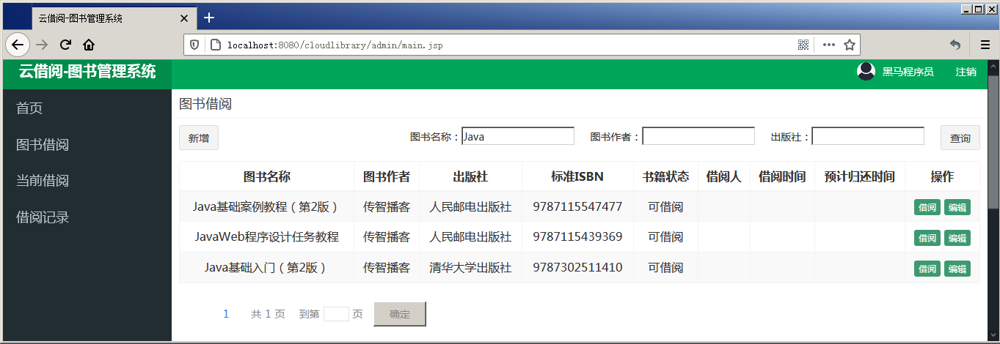 云借阅-图书管理系统
localhost:8080/cloudlibrary/admin/main.jsp
云借阅-图书管理系统 黑马程序员 注销
首页
图书借阅
当前借阅
借阅记录
图书借阅
新增 图书名称：Java 图书作者： 出版社： 查询
图书名称 图书作者 出版社 标准ISBN 书籍状态 借阅人 借阅时间 预计归还时间 操作
Java基础案例教程（第2版） 传智播客 人民邮电出版社 9787115547477 可借阅 借阅 编辑
JavaWeb程序设计任务教程 传智播客 人民邮电出版社 9787115439369 可借阅 借阅 编辑
Java基础入门（第2版） 传智播客 清华大学出版社 9787302511410 可借阅 借阅 编辑
1 共 1 页 到第 页 确定